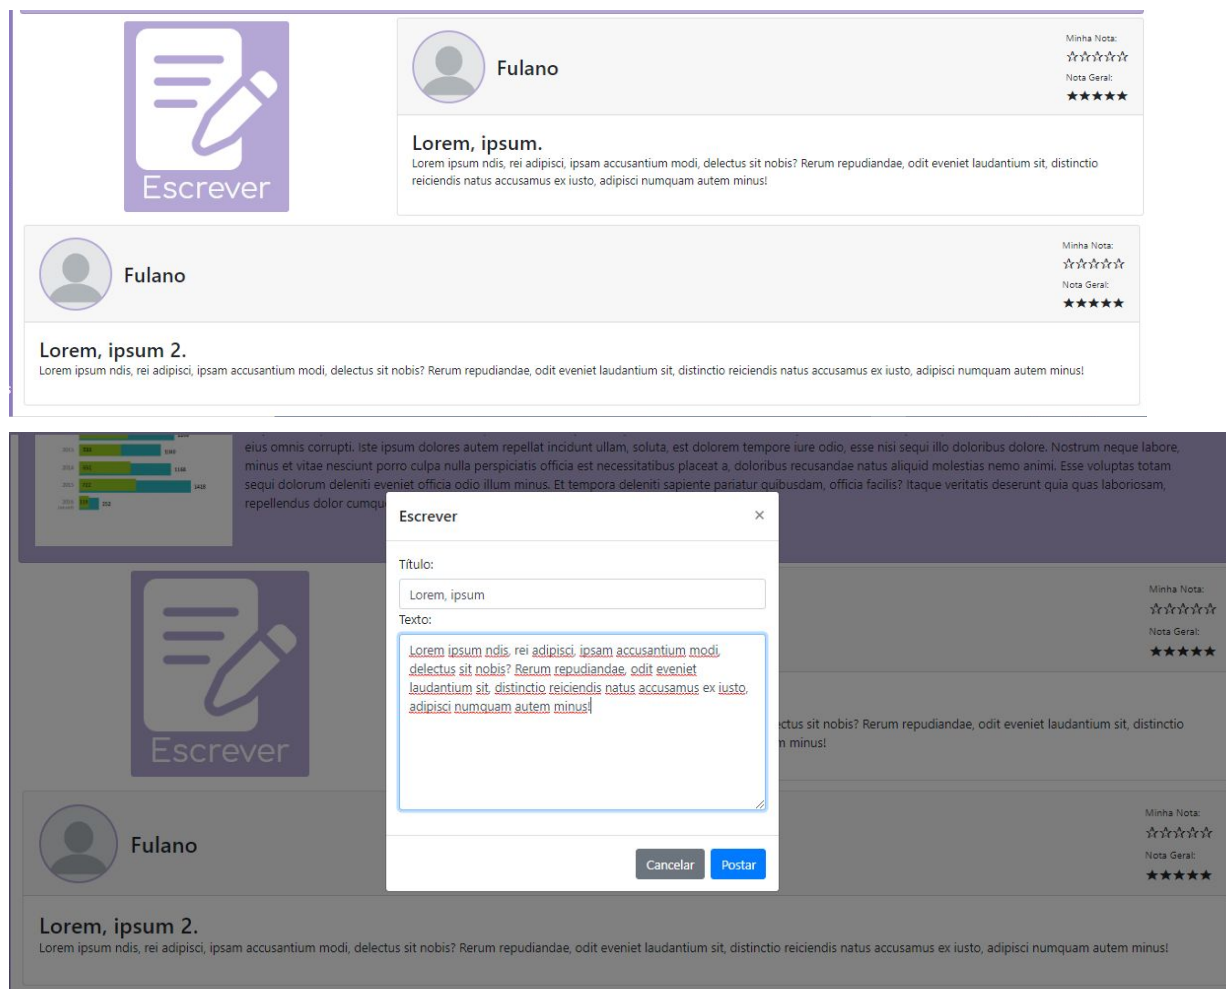 Escrever
Fulano
Minha Nota:
☆☆☆☆☆
Nota Geral:
★★★★★
Lorem, ipsum.
Lorem ipsum ndis, rei adipisci, ipsam accusantium modi, delectus sit nobis? Rerum repudiandae, odit eveniet laudantium sit, distinctio
reiciendis natus accusamus ex iusto, adipisci numquam autem minus!
Fulano
Minha Nota:
☆☆☆☆☆
Nota Geral:
★★★★★
Lorem, ipsum 2.
Lorem ipsum ndis, rei adipisci, ipsam accusantium modi, delectus sit nobis? Rerum repudiandae, odit eveniet laudantium sit, distinctio reiciendis natus accusamus ex iusto, adipisci numquam autem minus!
s
eius omnis corrupti. Iste ipsum dolores autem repellat incidunt ullam, soluta, est dolorem tempore iure odio, esse nisi sequi illo doloribus dolore. Nostrum neque labore,
minus et vitae nesciunt porro culpa nulla perspiciatis officia est necessitatibus placeat a, doloribus recusandae natus aliquid molestias nemo animi. Esse voluptas totam
sequi dolorum deleniti eveniet officia odio illum minus. Et tempora deleniti sapiente pariatur quibusdam, officia facilis? Itaque veritatis deserunt quia quas laboriosam,
repellendus dolor cumqu
1148
1418
252
Escrever
×
Título:
Lorem, ipsum
Texto:
Lorem ipsum ndis, rei adipisci, ipsam accusantium modi,
delectus sit nobis? Rerum repudiandae, odit eveniet
laudantium sit, distinctio reiciendis natus accusamus ex iusto,
adipisci numquam autem minus!
Cancelar
Postar
Escrever
Minha Nota:
☆☆☆☆☆
Nota Geral:
★★★★★
ectus sit nobis? Rerum repudiandae, odit eveniet laudantium sit, distinctio
n minus!
Fulano
Minha Nota:
☆☆☆☆☆
Nota Geral:
★★★★★
Lorem, ipsum 2.
Lorem ipsum ndis, rei adipisci, ipsam accusantium modi, delectus sit nobis? Rerum repudiandae, odit eveniet laudantium sit, distinctio reiciendis natus accusamus ex iusto, adipisci numquam autem minus!